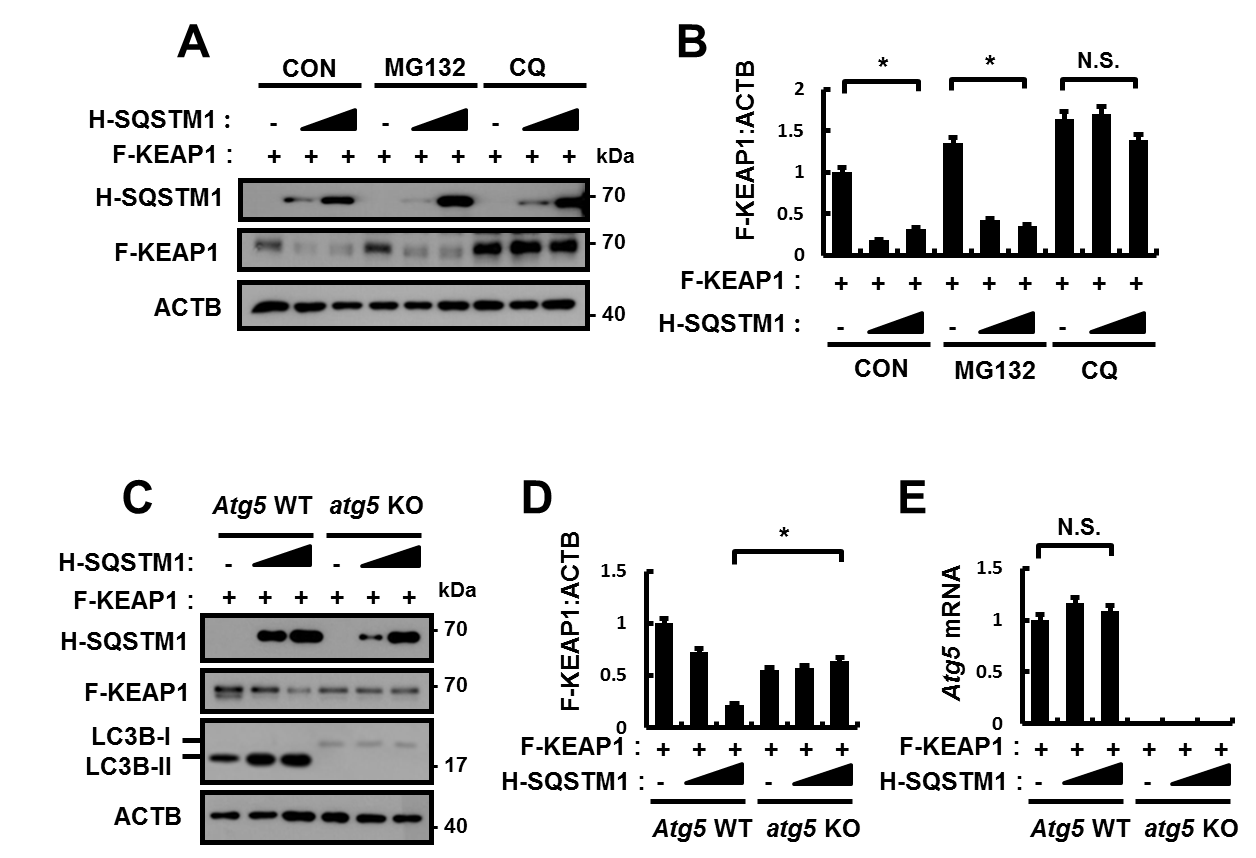 A
CON MG132 CQ
H-SQSTM1 : - - -
F-KEAP1 : + + + + + + + + + kDa
H-SQSTM1 70
F-KEAP1 70
ACTB 40
B
* * N.S.
F-KEAP1:ACTB
2
1.5
1
0.5
0
F-KEAP1 : + + + + + + + + +
H-SQSTM1 : - - -
CON MG132 CQ
C
Atg5 WT atg5 KO
H-SQSTM1: - -
F-KEAP1 : + + + + + + kDa
H-SQSTM1 70
F-KEAP1 70
LC3B-I
LC3B-II 17
ACTB 40
D
*
F-KEAP1:ACTB
1.5
1
0.5
0
F-KEAP1 : + + + + + +
H-SQSTM1 : - -
Atg5 WT atg5 KO
E
N.S.
Atg5 mRNA
1.5
1
0.5
0
F-KEAP1 : + + + + + +
H-SQSTM1 : - -
Atg5 WT atg5 KO